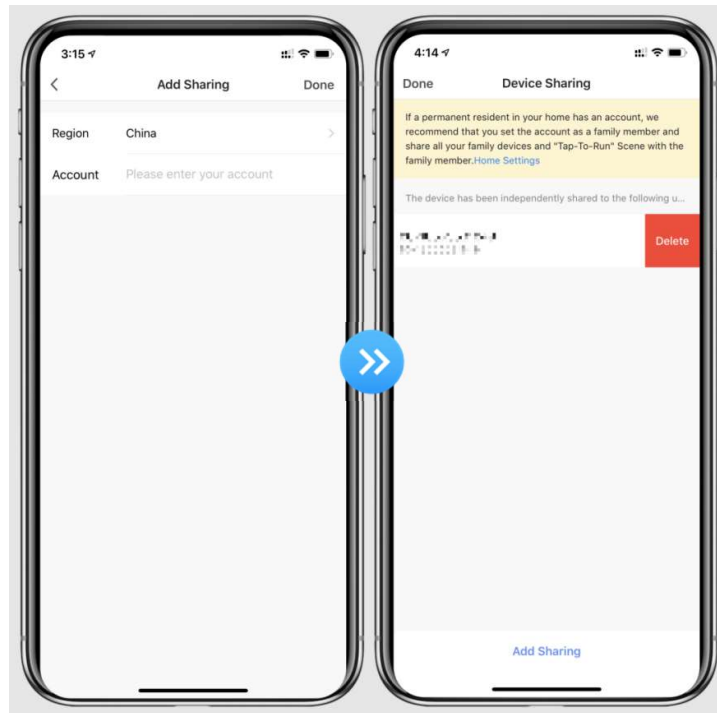 3:15
Add Sharing
Done
Region
China
Account
Please enter your account
4:14
Done
Device Sharing
If a permanent resident in your home has an account, we
recommend that you set the account as a family member and
share all your family devices and "Tap-To-Run" Scene with the
family member.Home Settings
The device has been independently shared to the following u...
Delete
Add Sharing